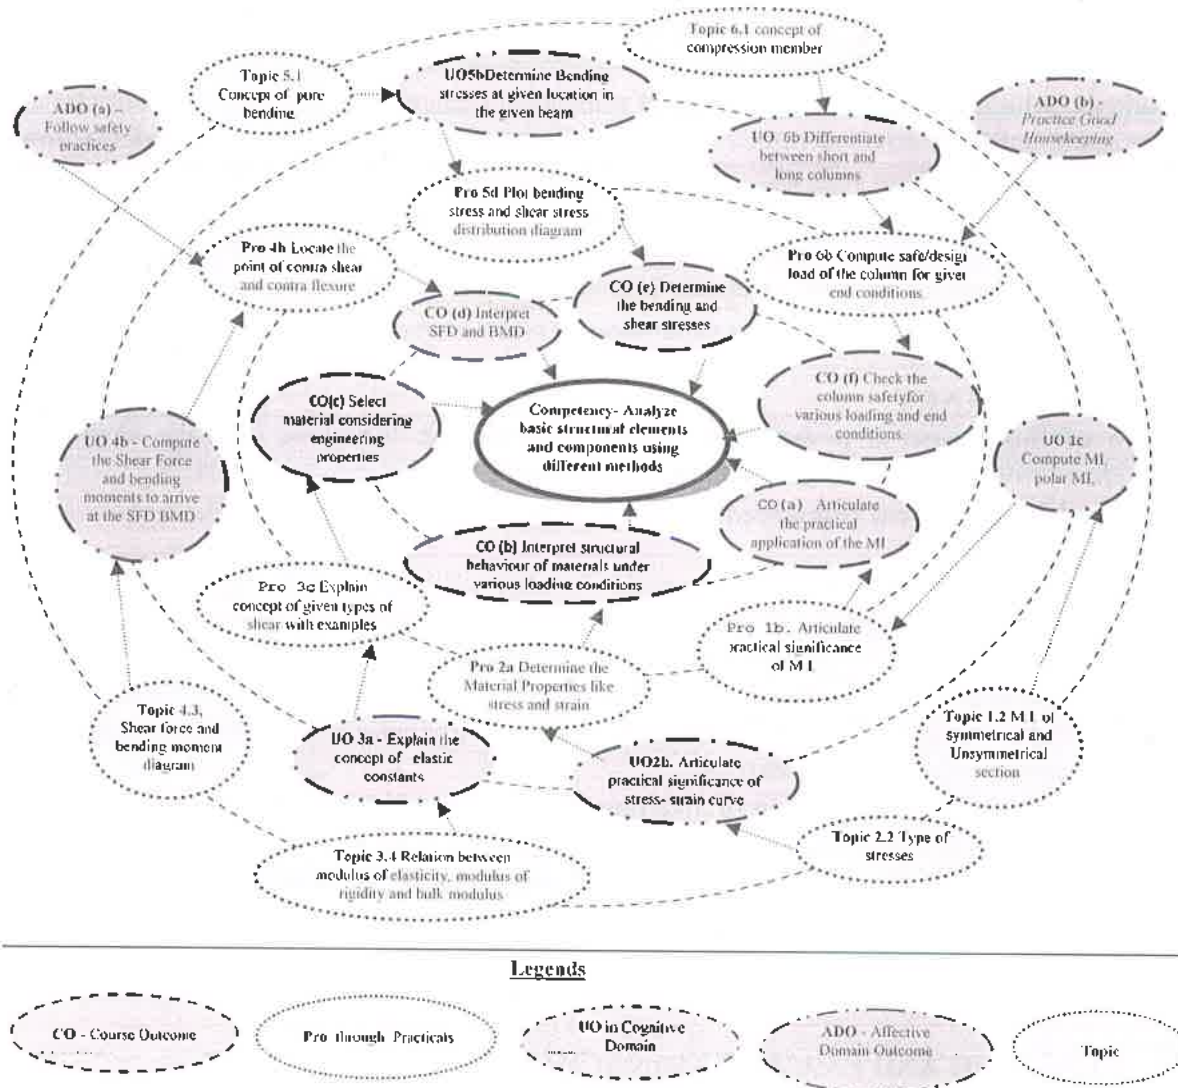 Topic 6.1 concept of
compression member
Topic 5.1
Concept of pure
bending
UO5bDetermine Bending
stresses at given location in
the given beam
ADO (a) -
Follow safety
practices
ADO (b) -
Practice Good
Housekeeping
UO. 6b Differentiate
between short and
long columns
Pro 5d Plot bending
stress and shear stress
distribution diagram
Pro 4h Locate the
point of contra shear
and contra flexure
Pro 6b Compute safe/design
load of the column for given
end conditions.
CO (e) Determine
the bending and
shear stresses
CO (d) Interpret
SFD and BMD
CO(c) Select
material considering
engineering
properties
Competency- Analyze
basic structural elements
and components using
different methods
CO (f) Check the
column safetyfor
various loading and end
conditions.
UO 4b - Compute
the Shear Force
and bending
moments to arrive
at the SFD BMD
UO 1c
Compute MI,
polar MI,
CO (a) Articulate
the practical
application of the MI
CO (b) Interpret structural
behaviour of materials under
various loading conditions
Pro 3c Explain
concept of given types of
shear with examples
Pro 1b. Articulate
practical significance
of M I
Pro 2a Determine the
Material Properties like
stress and strain
Topic 4.3,
Shear force and
bending moment
diagram
UO 3a - Explain the
concept of elastic
constants
UO2b. Articulate
practical significance of
stress- strain curve
Topic 1.2 M I of
symmetrical and
Unsymmetrical
section
Topic 2.2 Type of
stresses
Topic 3.4 Relation between
modulus of elasticity, modulus of
rigidity and bulk modulus
Legends
CO - Course Outcome
Pro through Practicals
UO in Cognitive
Domain
ADO - Affective
Domain Outcome
Topic